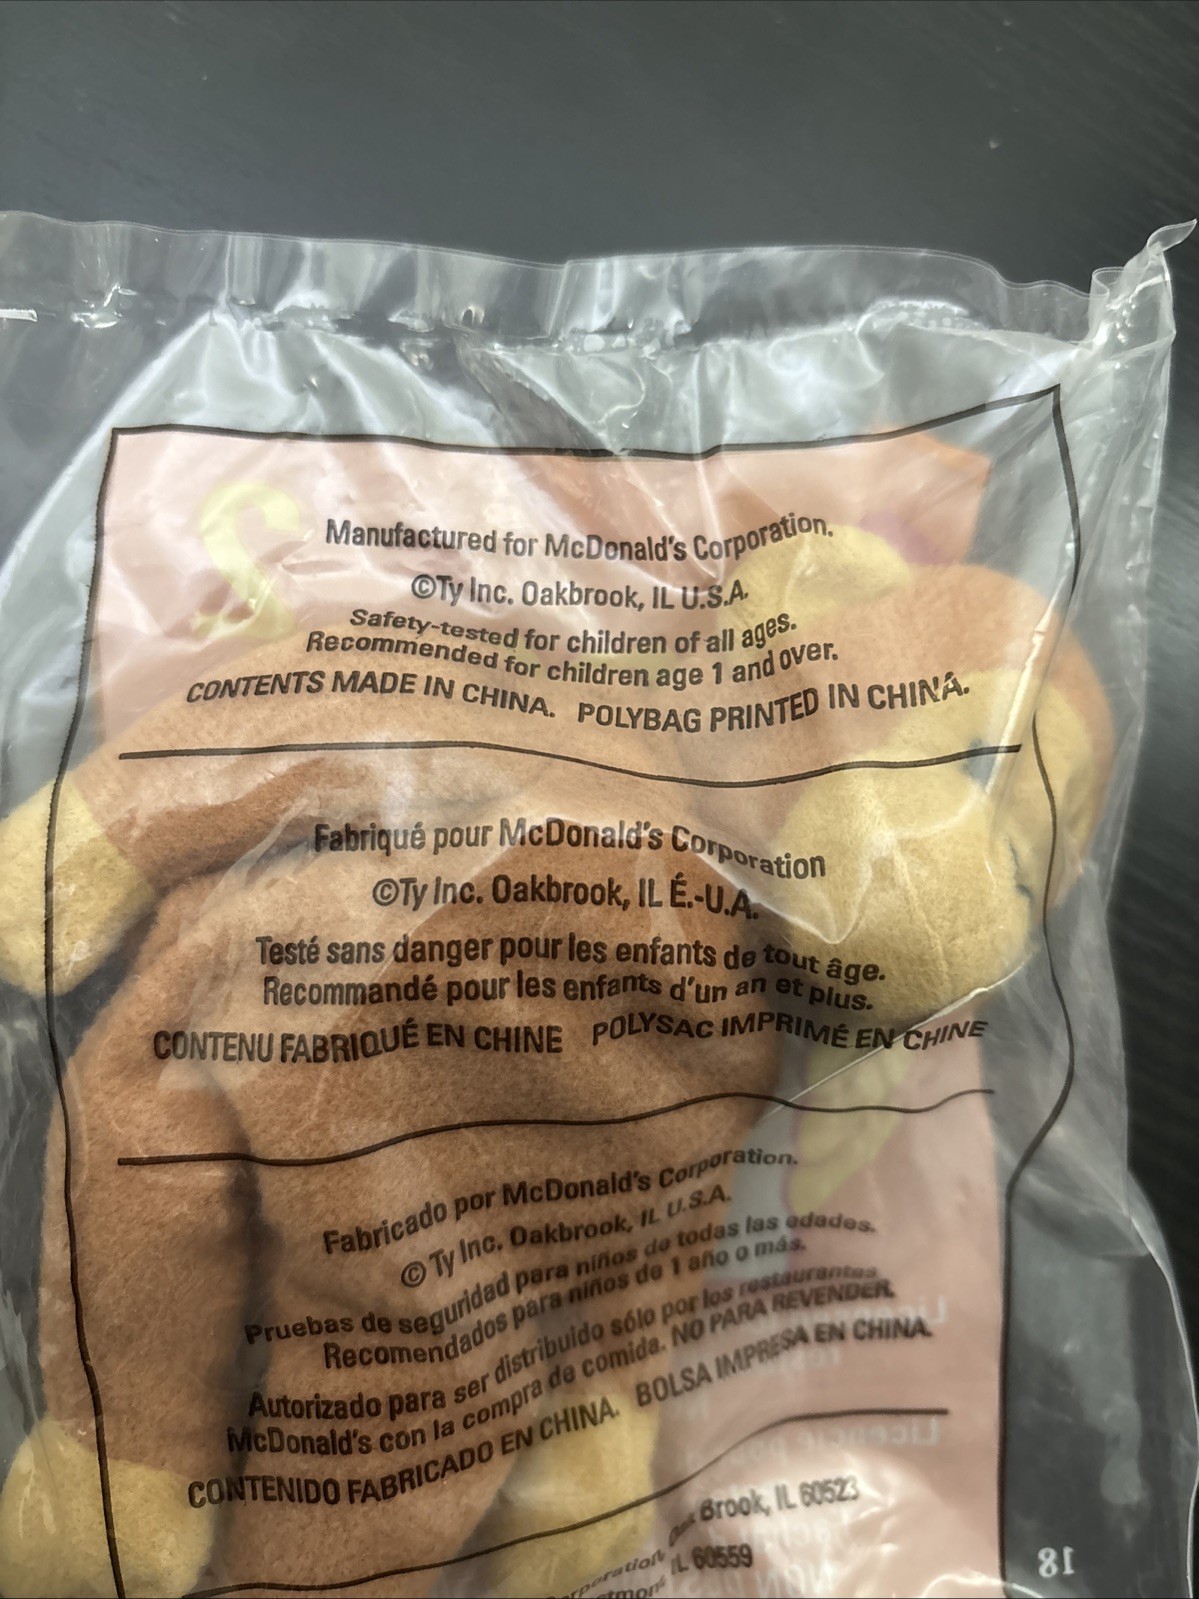 Manufactured for McDonald's Corporation.
©Ty Inc. Oakbrook, IL U.S.A.
Safety-tested for children of all ages.
Recommended for children age 1 and over.
CONTENTS MADE IN CHINA. POLYBAG PRINTED IN CHINA.
Fabriqué pour McDonald's Corporation
©Ty Inc. Oakbrook, IL É.-U.A.
Testé sans danger pour les enfants de tout âge.
Recommandé pour les enfants d'un an et plus.
CONTENU FABRIQUÉ EN CHINE POLYSAC IMPRIMÉ EN CHINE
Fabricado por McDonald's Corporation.
© Ty Inc. Oakbrook, IL U.S.A.
Pruebas de seguridad para niños de todas las edades.
Recomendados para niños de 1 año o más.
Autorizado para ser distribuido sólo por los restaurantes
McDonald's con la compra de comida. NO PARA REVENDER.
CONTENIDO FABRICADO EN CHINA. BOLSA IMPRESA EN CHINA.
Oak Brook, IL 60523
IL 60559
18
2